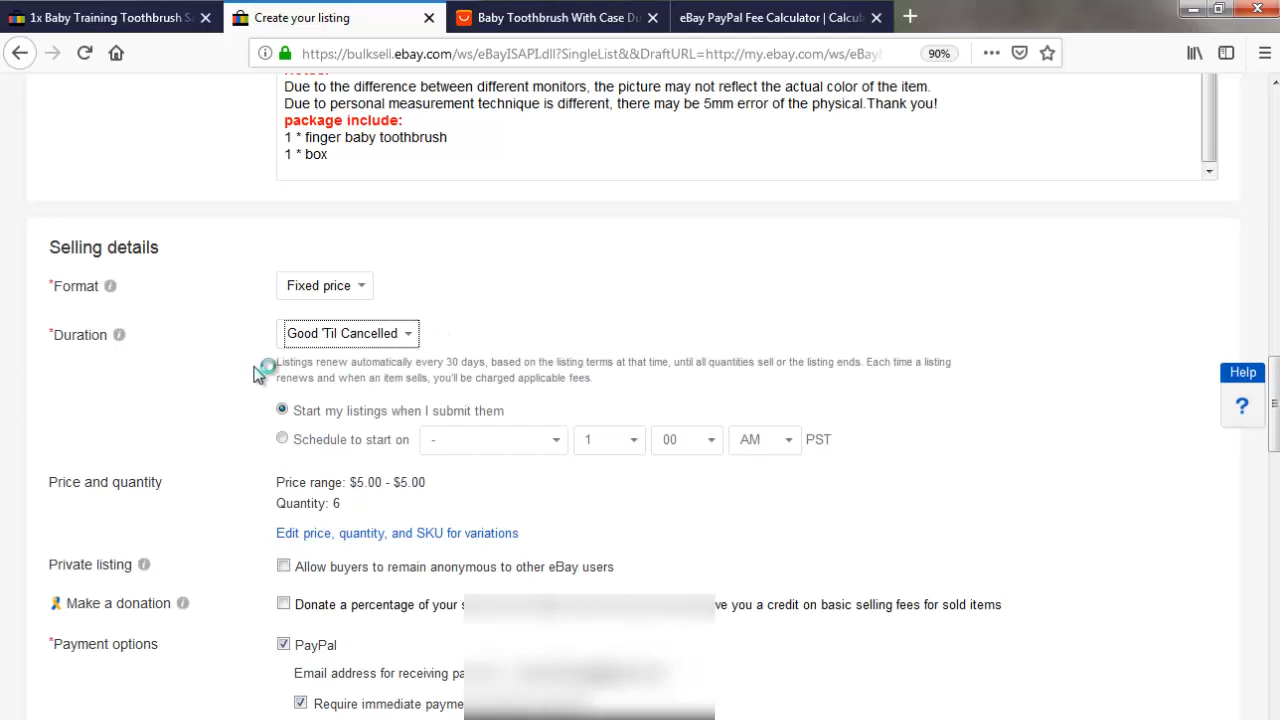 1x Baby Training Toothbrush S
Create your listing
Baby Toothbrush With Case Du
eBay PayPal Fee Calculator | Calcul
https://bulksell.ebay.com/ws/eBayISAPI.dll?SingleList&&DraftURL=http://my.ebay.com/ws/eBay
90%
Due to the difference between different monitors, the picture may not reflect the actual color of the item.
Due to personal measurement technique is different, there may be 5mm error of the physical.Thank you!
package include:
1 * finger baby toothbrush
1 * box
Selling details
*Format
Fixed price
*Duration
Good 'Til Cancelled
Listings renew automatically every 30 days, based on the listing terms at that time, until all quantities sell or the listing ends. Each time a listing
renews and when an item sells, you'll be charged applicable fees.
Help
?
Start my listings when I submit them
Schedule to start on - 1 00 AM PST
Price and quantity
Price range: $5.00 - $5.00
Quantity: 6
Edit price, quantity, and SKU for variations
Private listing
Allow buyers to remain anonymous to other eBay users
Make a donation
Donate a percentage of your ve you a credit on basic selling fees for sold items
*Payment options
PayPal
Email address for receiving pa
Require immediate payme